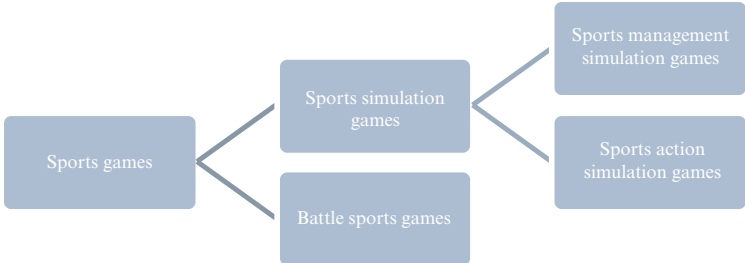 Sports games
Sports simulation
games
Battle sports games
Sports management
simulation games
Sports action
simulation games